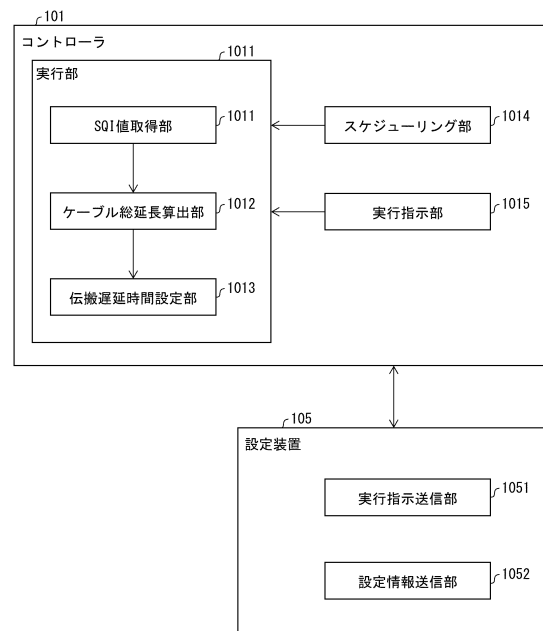 101
コントローラ
1011
実行部
SQI値取得部
1011
スケジューリング部
1014
ケーブル総延長算出部
1012
実行指示部
1015
伝搬遅延時間設定部
1013
105
設定装置
実行指示送信部
1051
設定情報送信部
1052